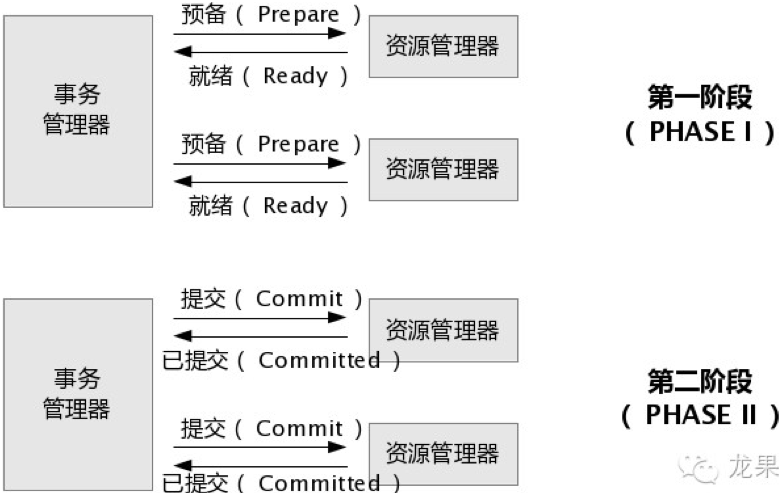 预备( Prepare )
资源管理器
就绪( Ready )
事务
管理器
第一阶段
( PHASE I )
预备( Prepare )
资源管理器
就绪( Ready )
提交( Commit )
资源管理器
已提交( Committed )
事务
管理器
第二阶段
( PHASE II )
提交( Commit )
资源管理器
已提交( Committed )
龙果